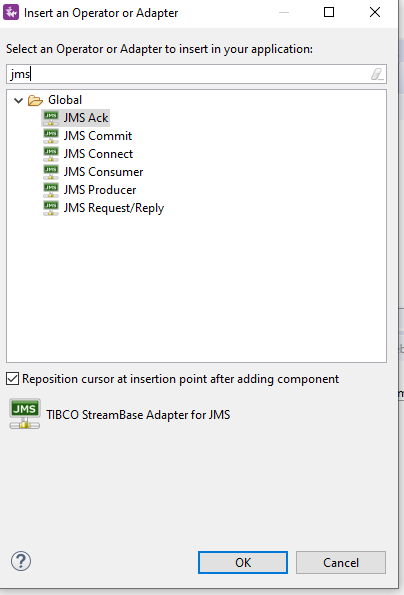 Insert an Operator or Adapter
Select an Operator or Adapter to insert in your application:
jms
Global
JMS Ack
JMS Commit
JMS Connect
JMS Consumer
JMS Producer
JMS Request/Reply
Reposition cursor at insertion point after adding component
JMS TIBCO StreamBase Adapter for JMS
OK Cancel